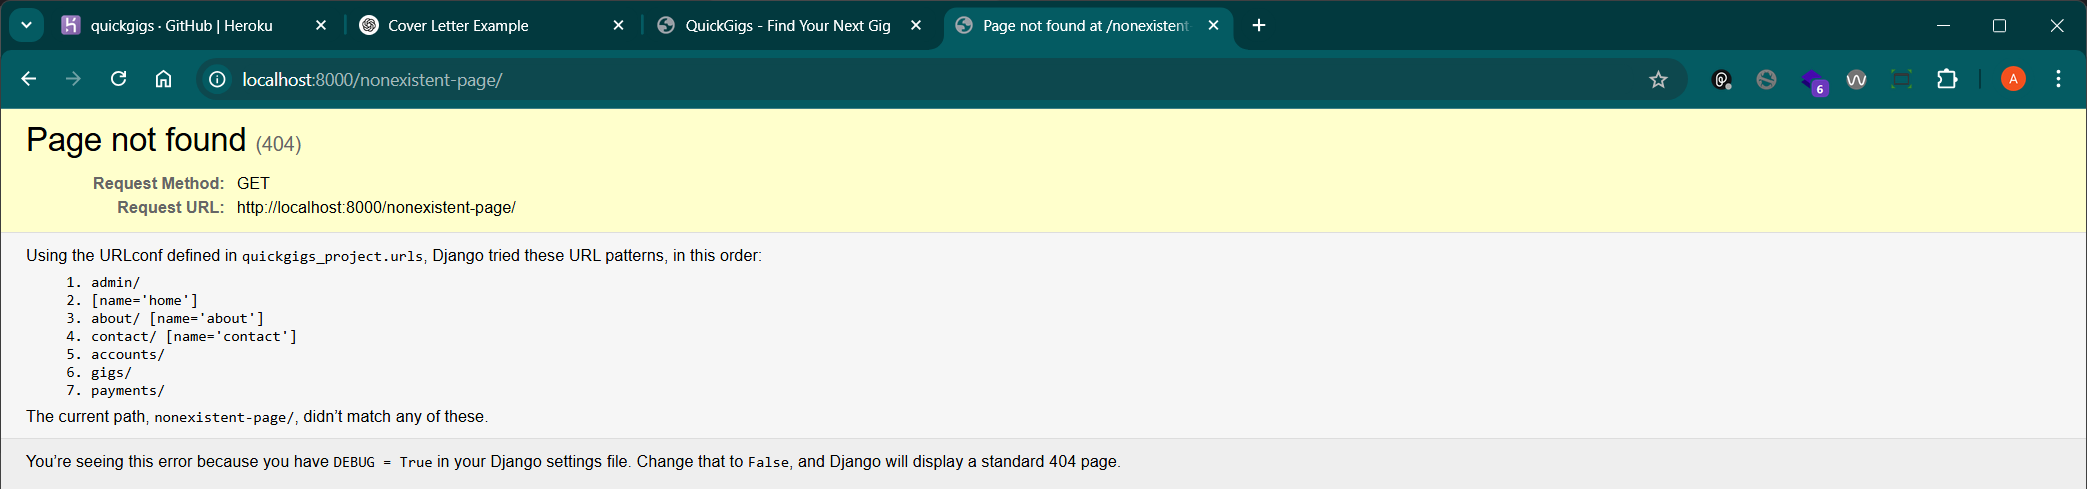 quickgigs · GitHub | Heroku
Cover Letter Example
QuickGigs - Find Your Next Gig
Page not found at /nonexistent
localhost:8000/nonexistent-page/
6
A
Page not found (404)
Request Method: GET
Request URL: http://localhost:8000/nonexistent-page/
Using the URLconf defined in quickgigs_project.urls, Django tried these URL patterns, in this order:
1. admin/
2. [name='home']
3. about/ [name='about']
4. contact/ [name='contact']
5. accounts/
6. gigs/
7. payments/
The current path, nonexistent-page/, didn’t match any of these.
You’re seeing this error because you have DEBUG = True in your Django settings file. Change that to False, and Django will display a standard 404 page.